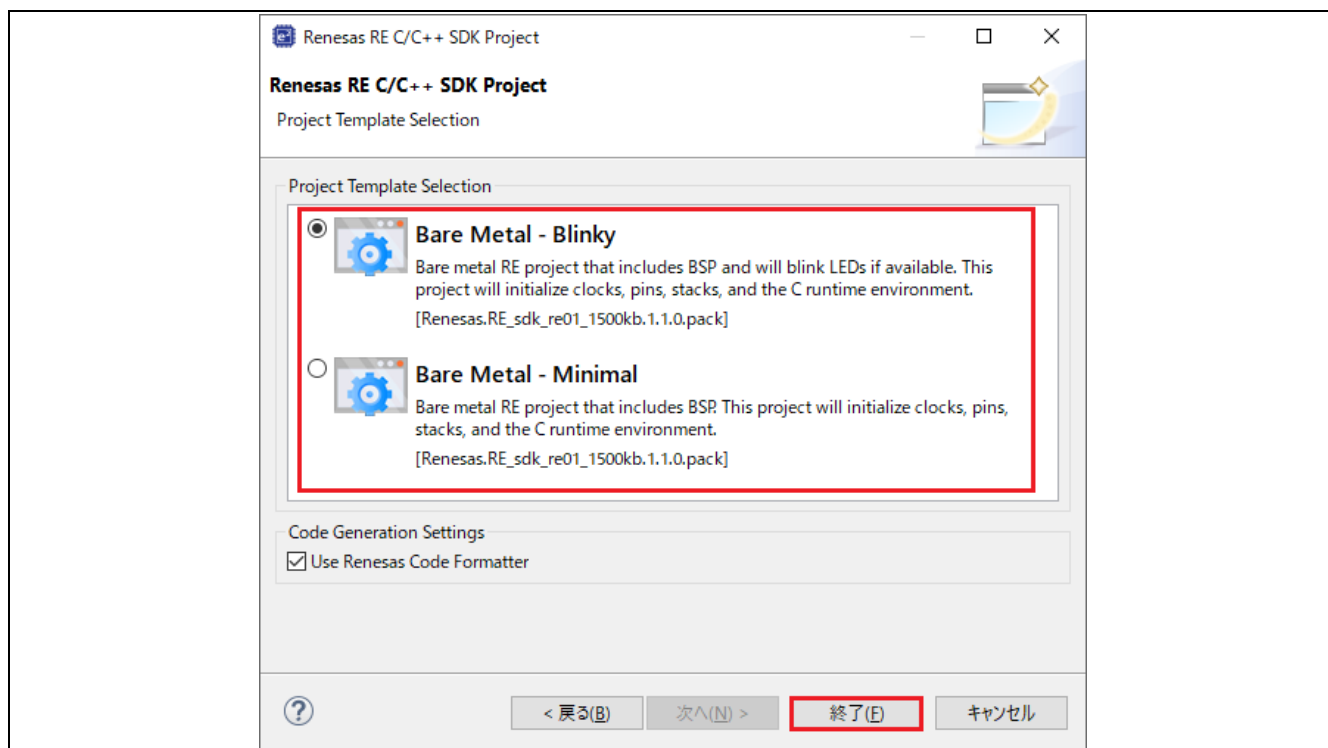 Renesas RE C/C++ SDK Project
Renesas RE C/C++ SDK Project
Project Template Selection
Project Template Selection
Bare Metal - Blinky
Bare metal RE project that includes BSP and will blink LEDs if available. This
project will initialize clocks, pins, stacks, and the C runtime environment.
[Renesas.RE_sdk_re01_1500kb.1.1.0.pack]
Bare Metal - Minimal
Bare metal RE project that includes BSP. This project will initialize clocks, pins,
stacks, and the C runtime environment.
[Renesas.RE_sdk_re01_1500kb.1.1.0.pack]
Code Generation Settings
Use Renesas Code Formatter
< 戻る(B) 次へ(N) > 終了(F) キャンセル